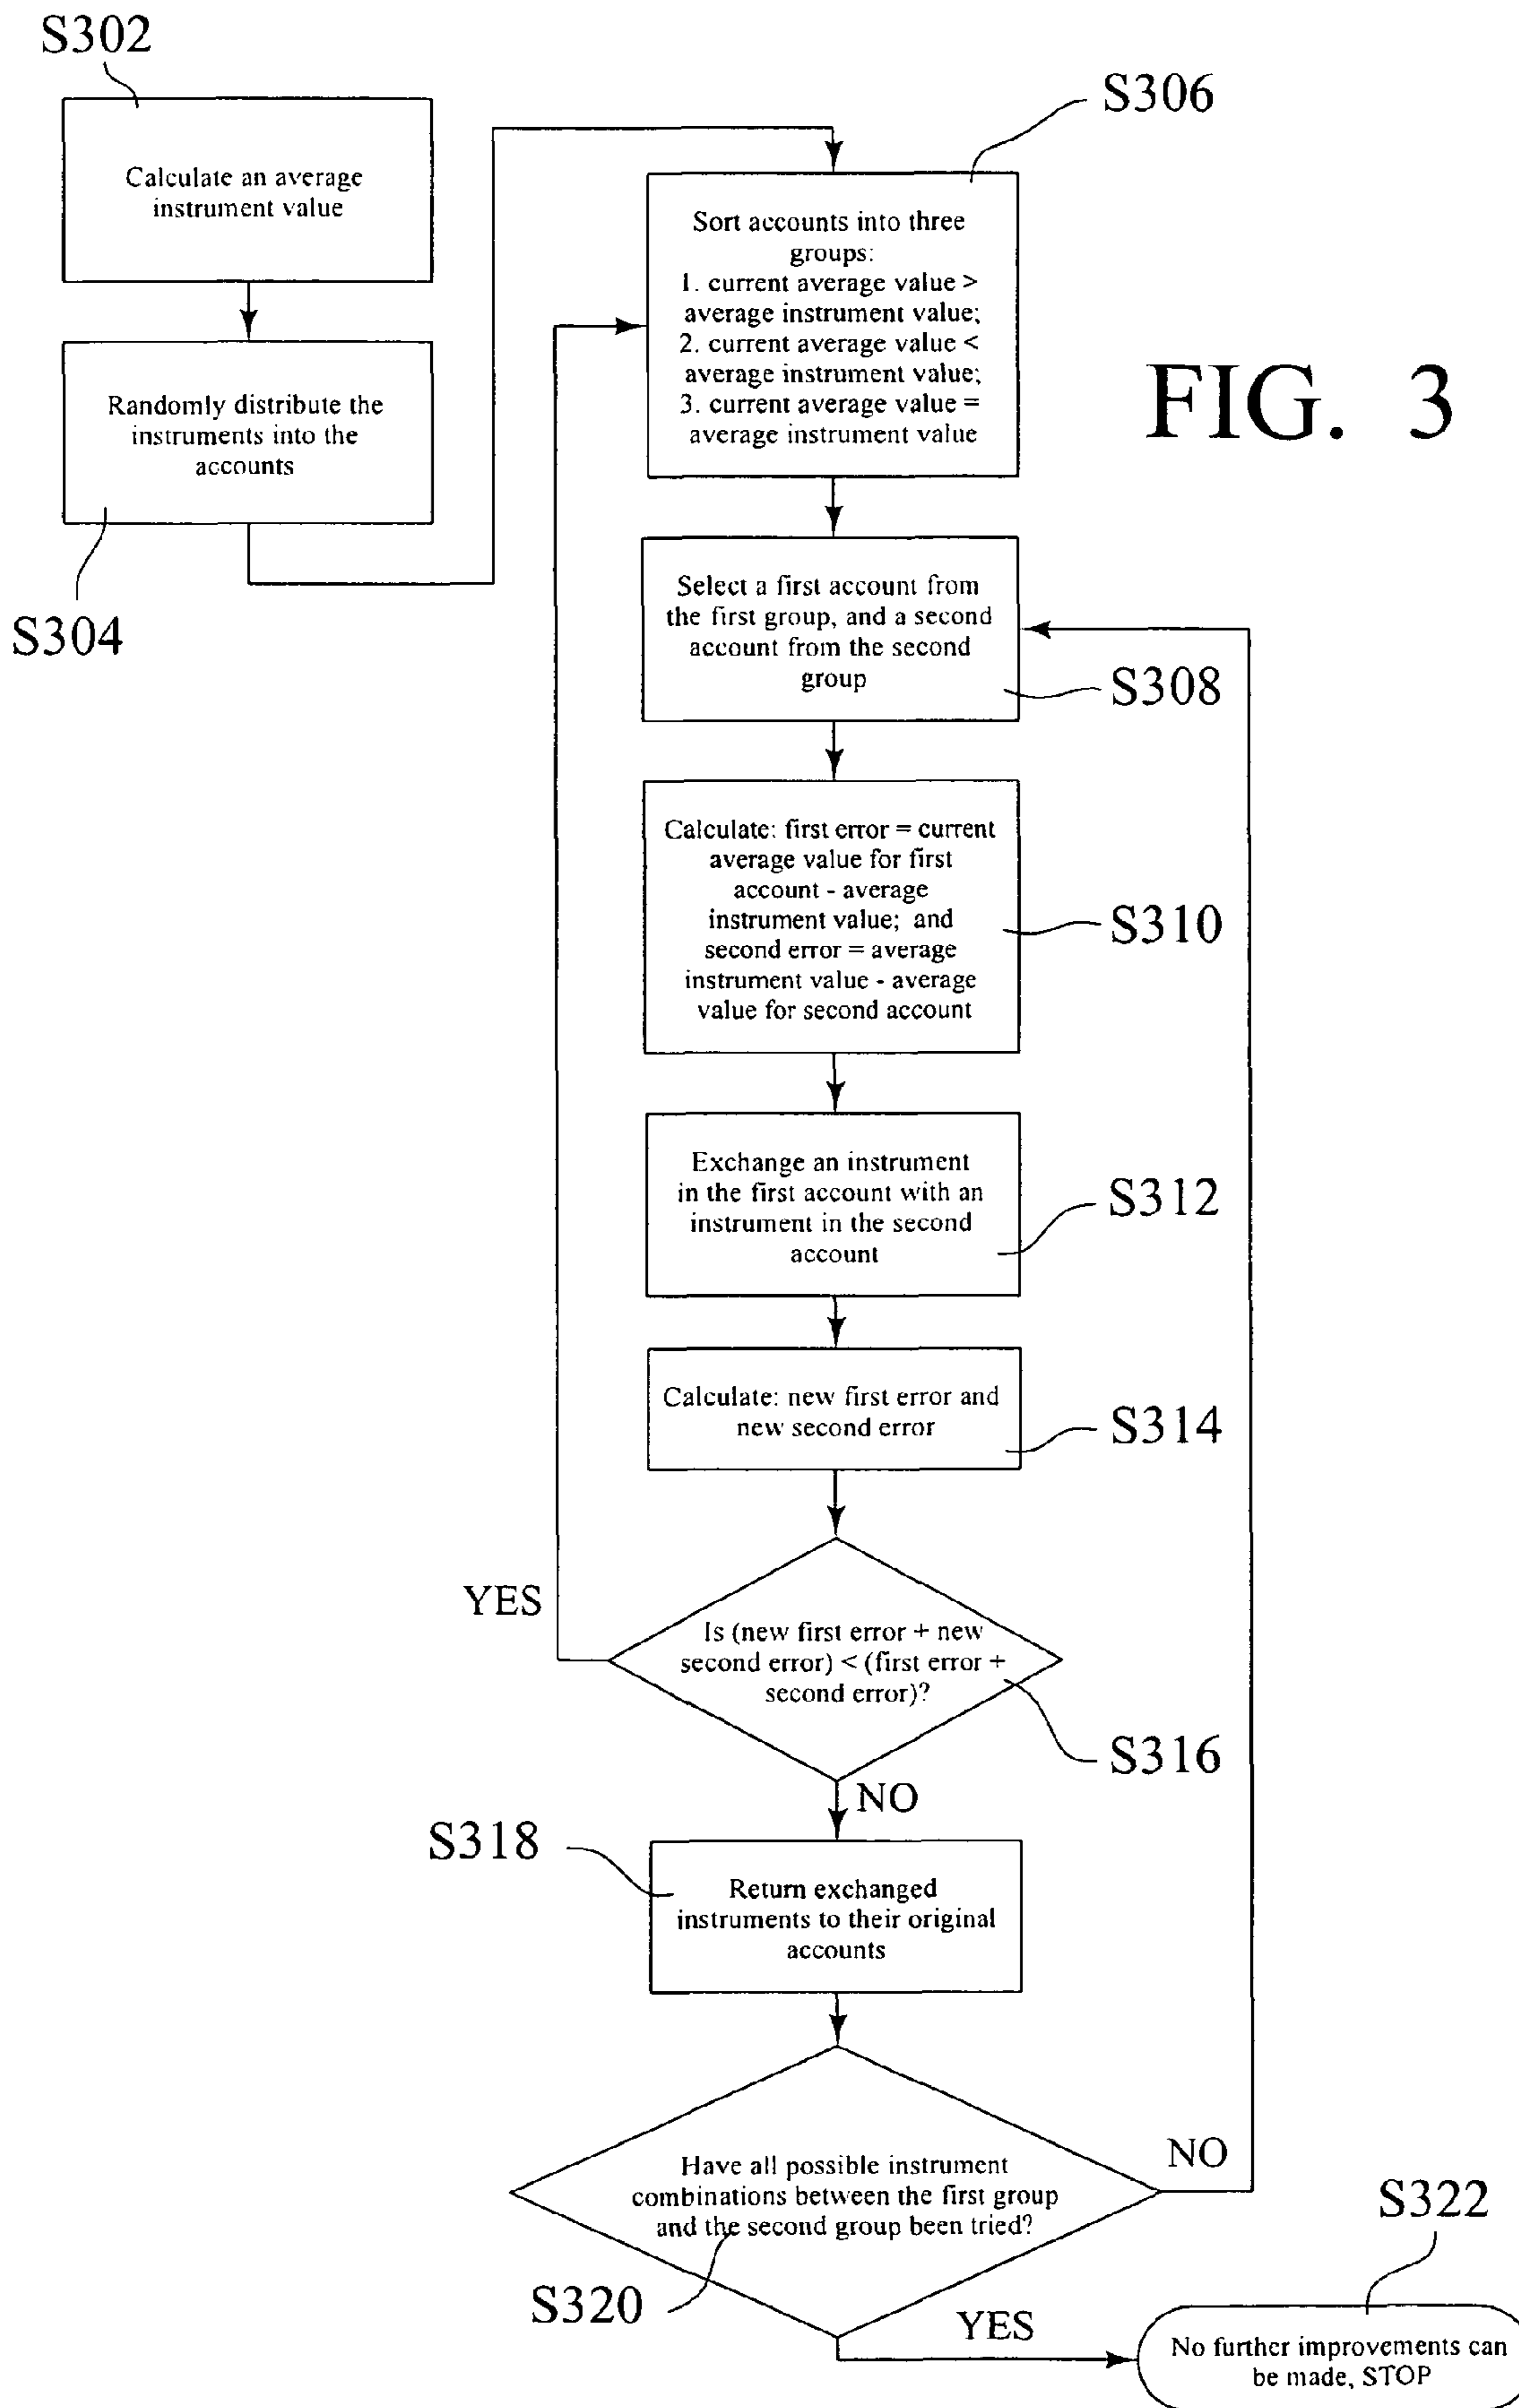 S302
Calculate an average
instrument value
Randomly distribute the
instruments into the
accounts
S304
S306
Sort accounts into three
groups:
1. current average value >
average instrument value;
2. current average value <
average instrument value;
3. current average value =
average instrument value
FIG. 3
Select a first account from
the first group, and a second
account from the second
group
S308
Calculate: first error = current
average value for first
account - average
instrument value; and
second error = average
instrument value - average
value for second account
S310
Exchange an instrument
in the first account with an
instrument in the second
account
S312
Calculate: new first error and
new second error
S314
YES
Is (new first error + new
second error) < (first error +
second error)?
S316
NO
S318
Return exchanged
instruments to their original
accounts
Have all possible instrument
combinations between the first group
and the second group been tried?
NO
S320
YES
S322
No further improvements can
be made, STOP